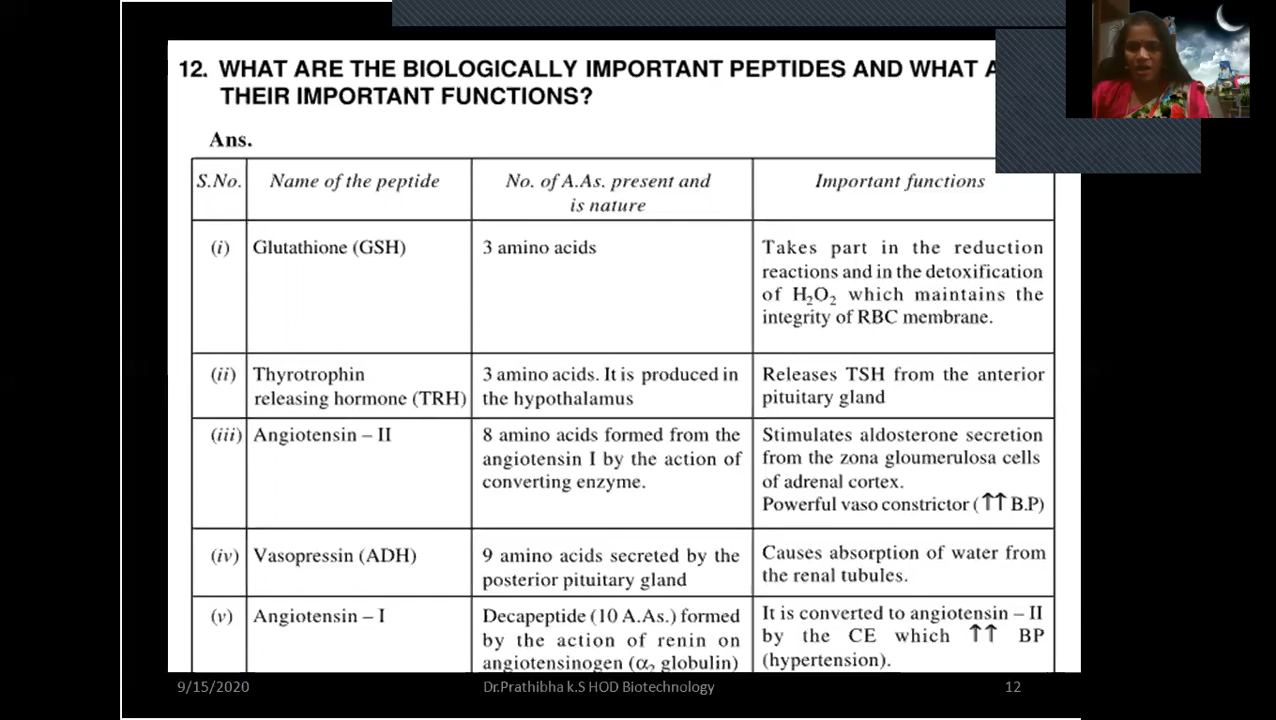 12. WHAT ARE THE BIOLOGICALLY IMPORTANT PEPTIDES AND WHAT
THEIR IMPORTANT FUNCTIONS?
Ans.
S.No.
Name of the peptide
No. of A.As. present and
is nature
Important functions
(i)
Glutathione (GSH)
3 amino acids
Takes part in the reduction
reactions and in the detoxification
of H₂O₂ which maintains the
integrity of RBC membrane.
(ii)
Thyrotrophin
releasing hormone (TRH)
3 amino acids. It is produced in
the hypothalamus
Releases TSH from the anterior
pituitary gland
(iii)
Angiotensin – II
8 amino acids formed from the
angiotensin I by the action of
converting enzyme.
Stimulates aldosterone secretion
from the zona gloumerulosa cells
of adrenal cortex.
Powerful vaso constrictor (⇈ B.P)
(iv)
Vasopressin (ADH)
9 amino acids secreted by the
posterior pituitary gland
Causes absorption of water from
the renal tubules.
(v)
Angiotensin – I
Decapeptide (10 A.As.) formed
by the action of renin on
angiotensinogen (α₂ globulin)
It is converted to angiotensin – II
by the CE which ⇈ BP
(hypertension).
9/15/2020
Dr.Prathibha k.S HOD Biotechnology
12